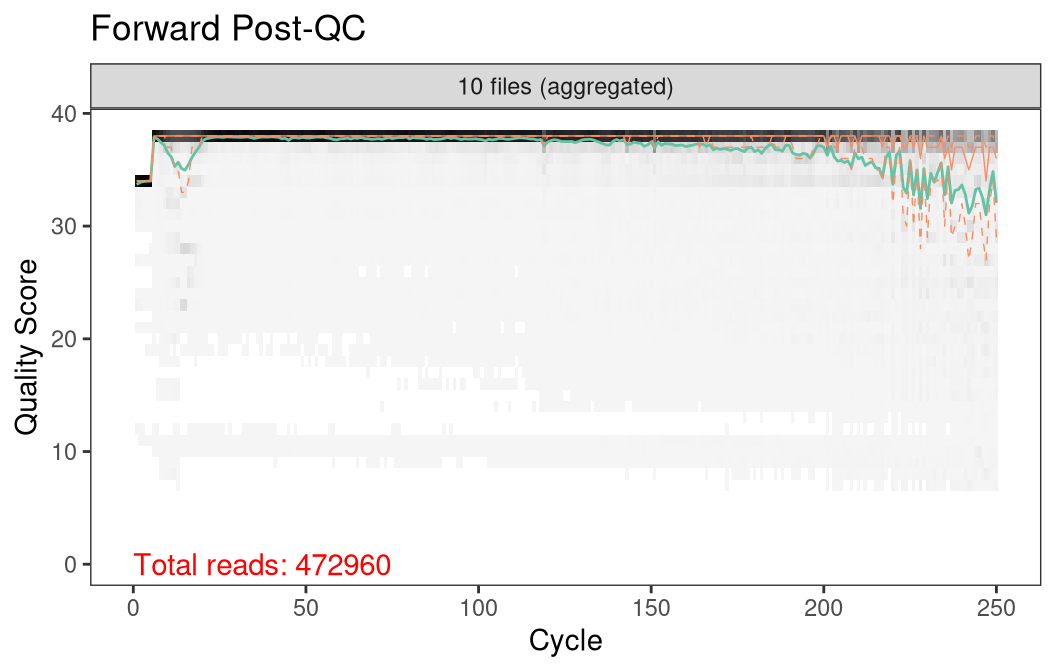 Forward Post-QC
10 files (aggregated)
40
30
20
10
0
Quality Score
Total reads: 472960
0 50 100 150 200 250
Cycle